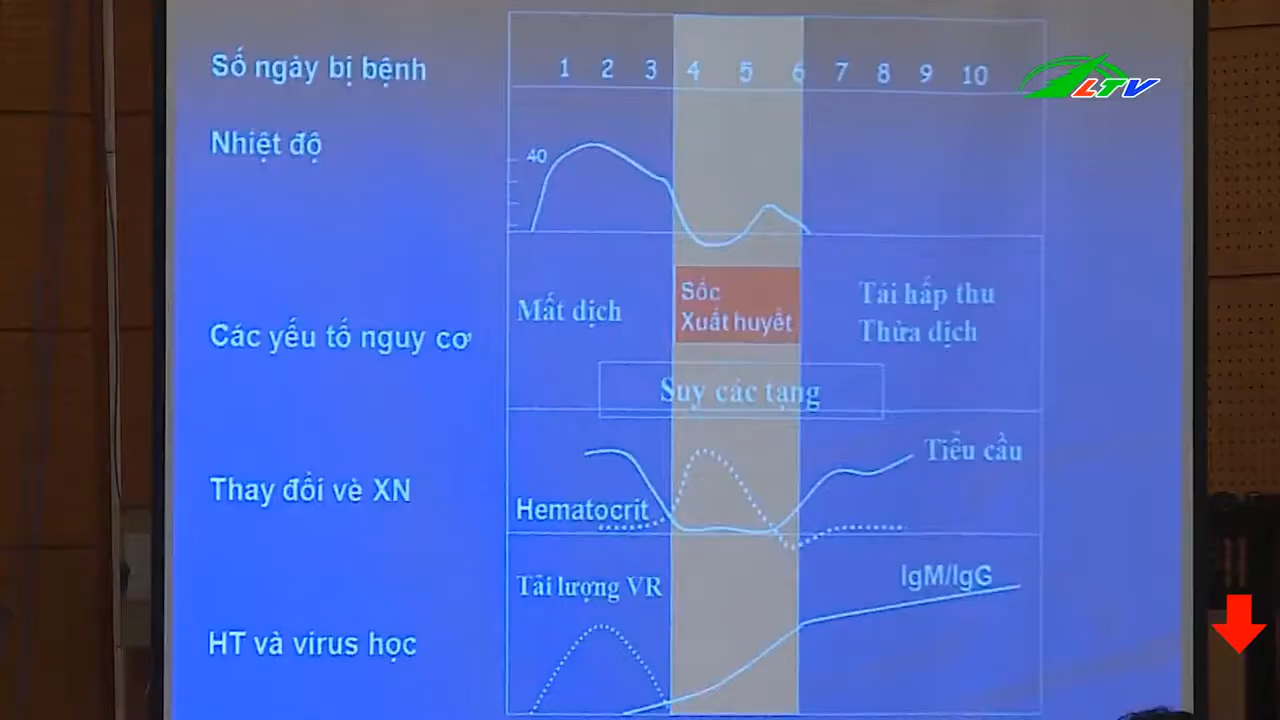 Số ngày bị bệnh
1 2 3 4 5 6 7 8 9 10
LTV
Nhiệt độ
40
Các yếu tố nguy cơ
Mất dịch
Sốc
Xuất huyết
Tái hấp thu
Thừa dịch
Suy các tạng
Thay đổi về XN
Hematocrit
Tiểu cầu
HT và virus học
Tải lượng VR
IgM/IgG